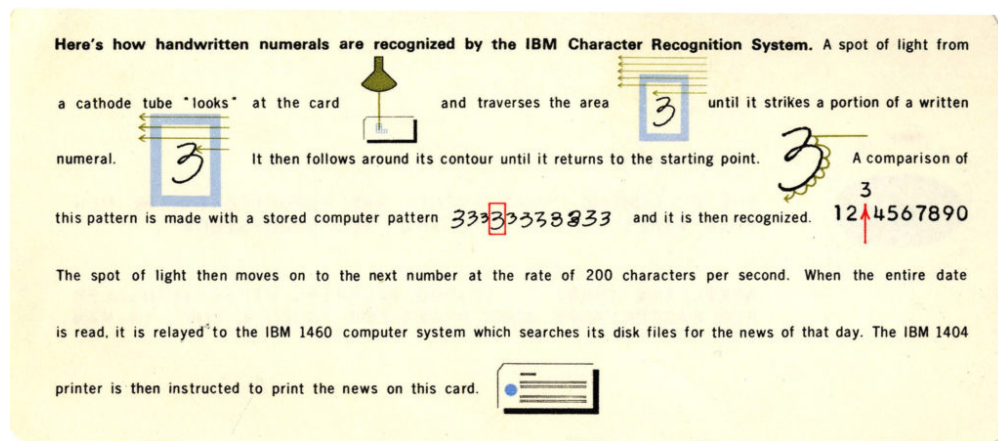 Here's how handwritten numerals are recognized by the IBM Character Recognition System. A spot of light from
a cathode tube "looks" at the card and traverses the area 3 until it strikes a portion of a written
numeral. 3 It then follows around its contour until it returns to the starting point. 3 A comparison of
3
this pattern is made with a stored computer pattern 33333338333 and it is then recognized. 12 4567890
The spot of light then moves on to the next number at the rate of 200 characters per second. When the entire date
is read, it is relayed to the IBM 1460 computer system which searches its disk files for the news of that day. The IBM 1404
printer is then instructed to print the news on this card.